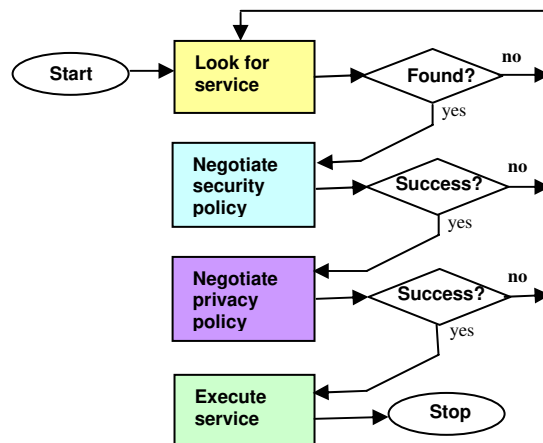 Start
Look for
service
Found?
no
yes
Negotiate
security
policy
Success?
no
yes
Negotiate
privacy
policy
Success?
no
yes
Execute
service
Stop